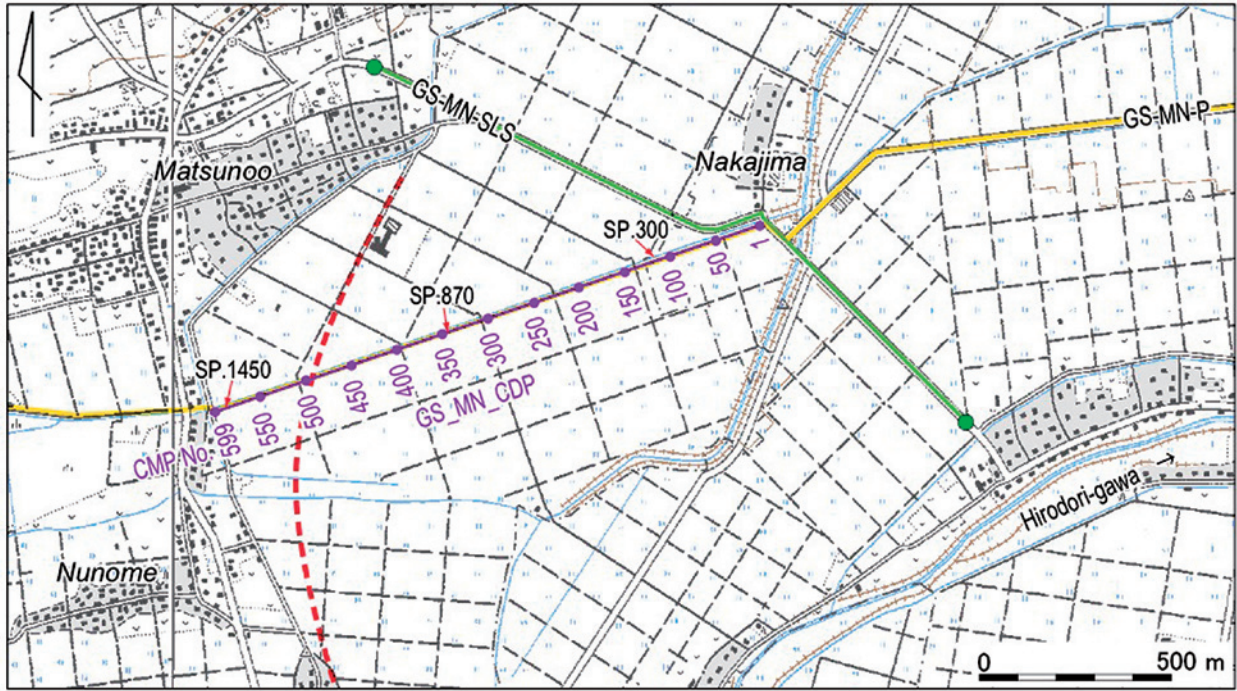 GS-MN-SLS
GS-MN-P
Matsunoo
Nakajima
SP.300
SP.870
SP.1450
1
50
100
150
200
250
300
350
400
450
500
550
599
CMP No.
GS_MN_CDP
Nunome
Hirodori-gawa →
0 500 m